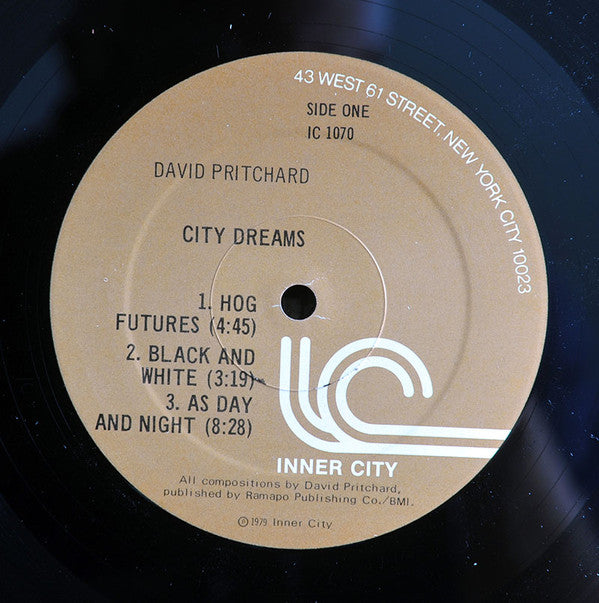 43 WEST 61 STREET, NEW YORK CITY 10023
SIDE ONE
IC 1070
DAVID PRITCHARD
CITY DREAMS
1. HOG
FUTURES (4:45)
2. BLACK AND
WHITE (3:19)
3. AS DAY
AND NIGHT (8:28)
IC
INNER CITY
All compositions by David Pritchard,
published by Ramapo Publishing Co./BMI.
℗ 1979 Inner City